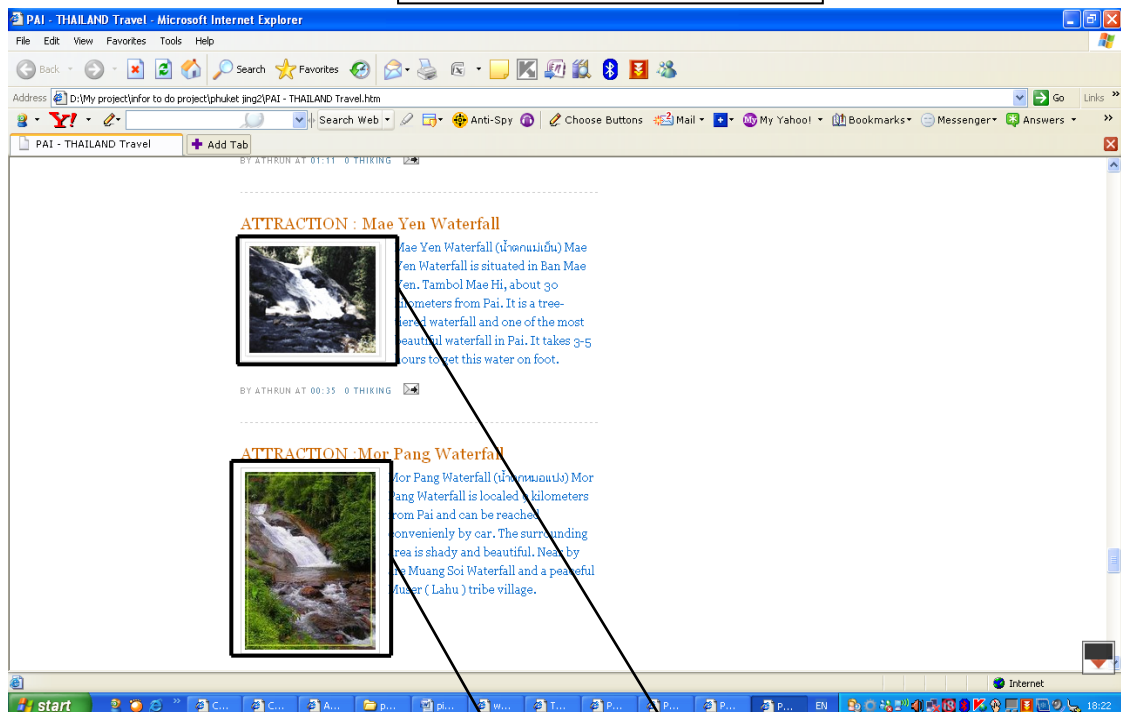 PAI - THAILAND Travel - Microsoft Internet Explorer
File Edit View Favorites Tools Help
Back Search Favorites
Address D:\My project\infor to do project\phuket jing2\PAI - THAILAND Travel.htm Go Links »
Y! Search Web Anti-Spy Choose Buttons Mail My Yahoo! Bookmarks Messenger Answers »
PAI - THAILAND Travel Add Tab
BY ATHRUN AT 01:11 0 THIKING
ATTRACTION : Mae Yen Waterfall
Mae Yen Waterfall (น้ำตกแม่เย็น) Mae
Yen Waterfall is situated in Ban Mae
Yen. Tambol Mae Hi, about 30
kilometers from Pai. It is a tree-
tiered waterfall and one of the most
beautiful waterfall in Pai. It takes 3-5
hours to get this water on foot.
BY ATHRUN AT 00:35 0 THIKING
ATTRACTION :Mor Pang Waterfall
Mor Pang Waterfall (น้ำตกหมอแปง) Mor
Pang Waterfall is localed 9 kilometers
from Pai and can be reached
convenienly by car. The surrounding
area is shady and beautiful. Near by
are Muang Soi Waterfall and a peaceful
Muser ( Lahu ) tribe village.
Internet
start » C... C... A... p... pi... w... T... P... P... P... P... EN 18:22